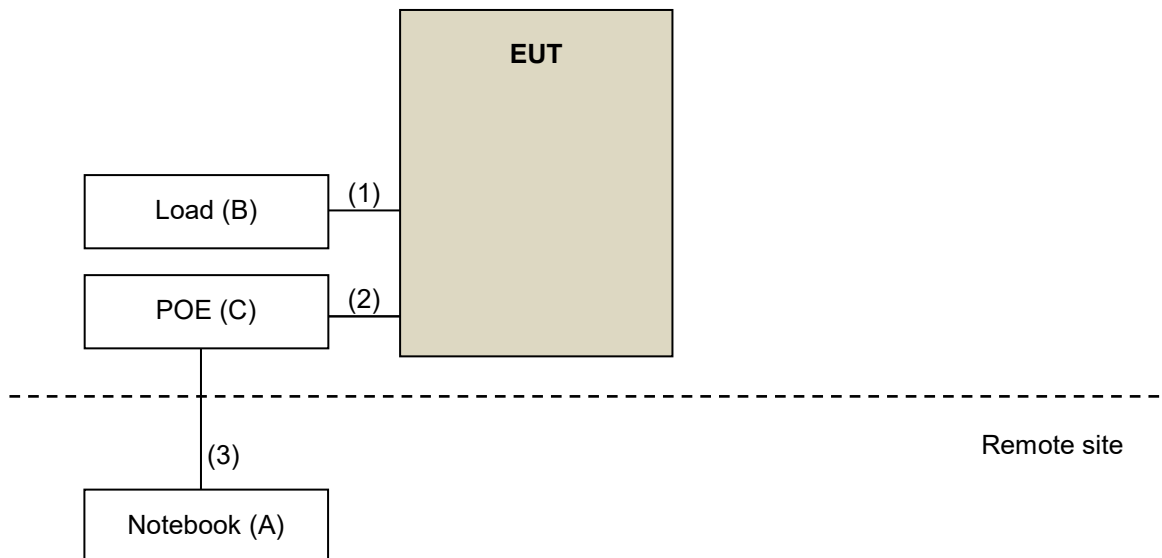 EUT
Load (B)
(1)
POE (C)
(2)
(3)
Remote site
Notebook (A)